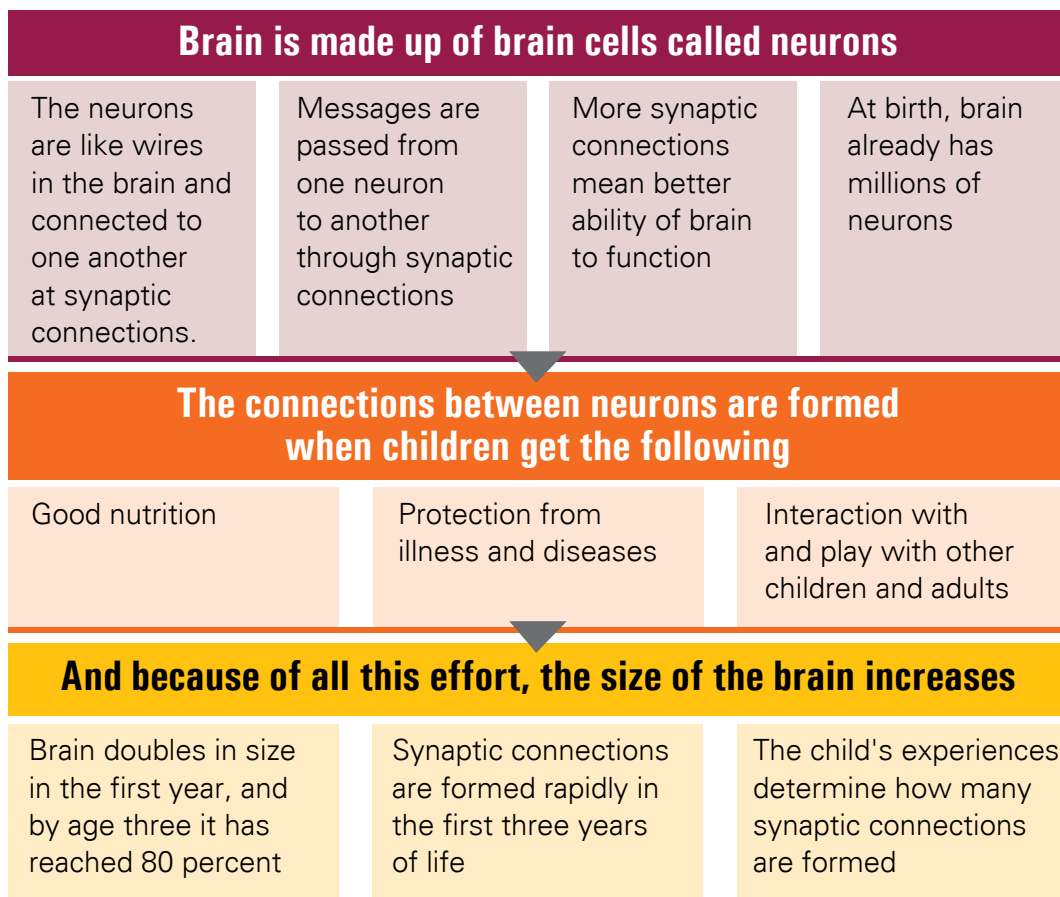 Brain is made up of brain cells called neurons
The neurons
are like wires
in the brain and
connected to
one another
at synaptic
connections.
Messages are
passed from
one neuron
to another
through synaptic
connections
More synaptic
connections
mean better
ability of brain
to function
At birth, brain
already has
millions of
neurons
The connections between neurons are formed
when children get the following
Good nutrition
Protection from
illness and diseases
Interaction with
and play with other
children and adults
And because of all this effort, the size of the brain increases
Brain doubles in size
in the first year, and
by age three it has
reached 80 percent
Synaptic connections
are formed rapidly in
the first three years
of life
The child's experiences
determine how many
synaptic connections
are formed